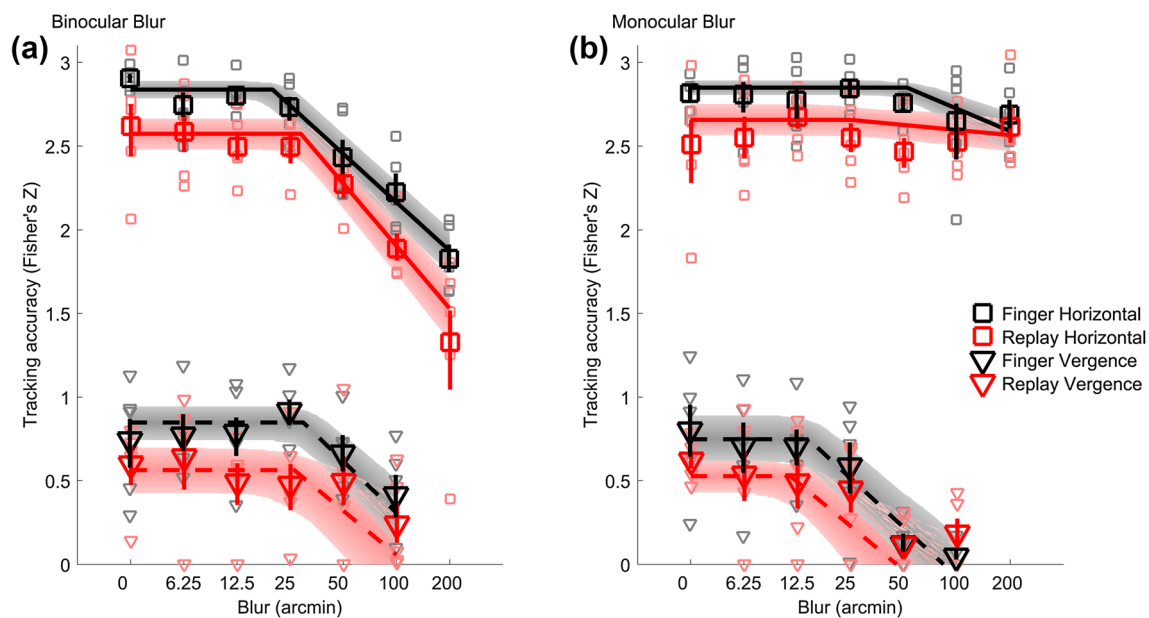 Binocular Blur
(a)
Tracking accuracy (Fisher's Z)
3
2.5
2
1.5
1
0.5
0
0 6.25 12.5 25 50 100 200
Blur (arcmin)
Monocular Blur
(b)
Tracking accuracy (Fisher's Z)
3
2.5
2
1.5
1
0.5
0
0 6.25 12.5 25 50 100 200
Blur (arcmin)
Finger Horizontal
Replay Horizontal
Finger Vergence
Replay Vergence